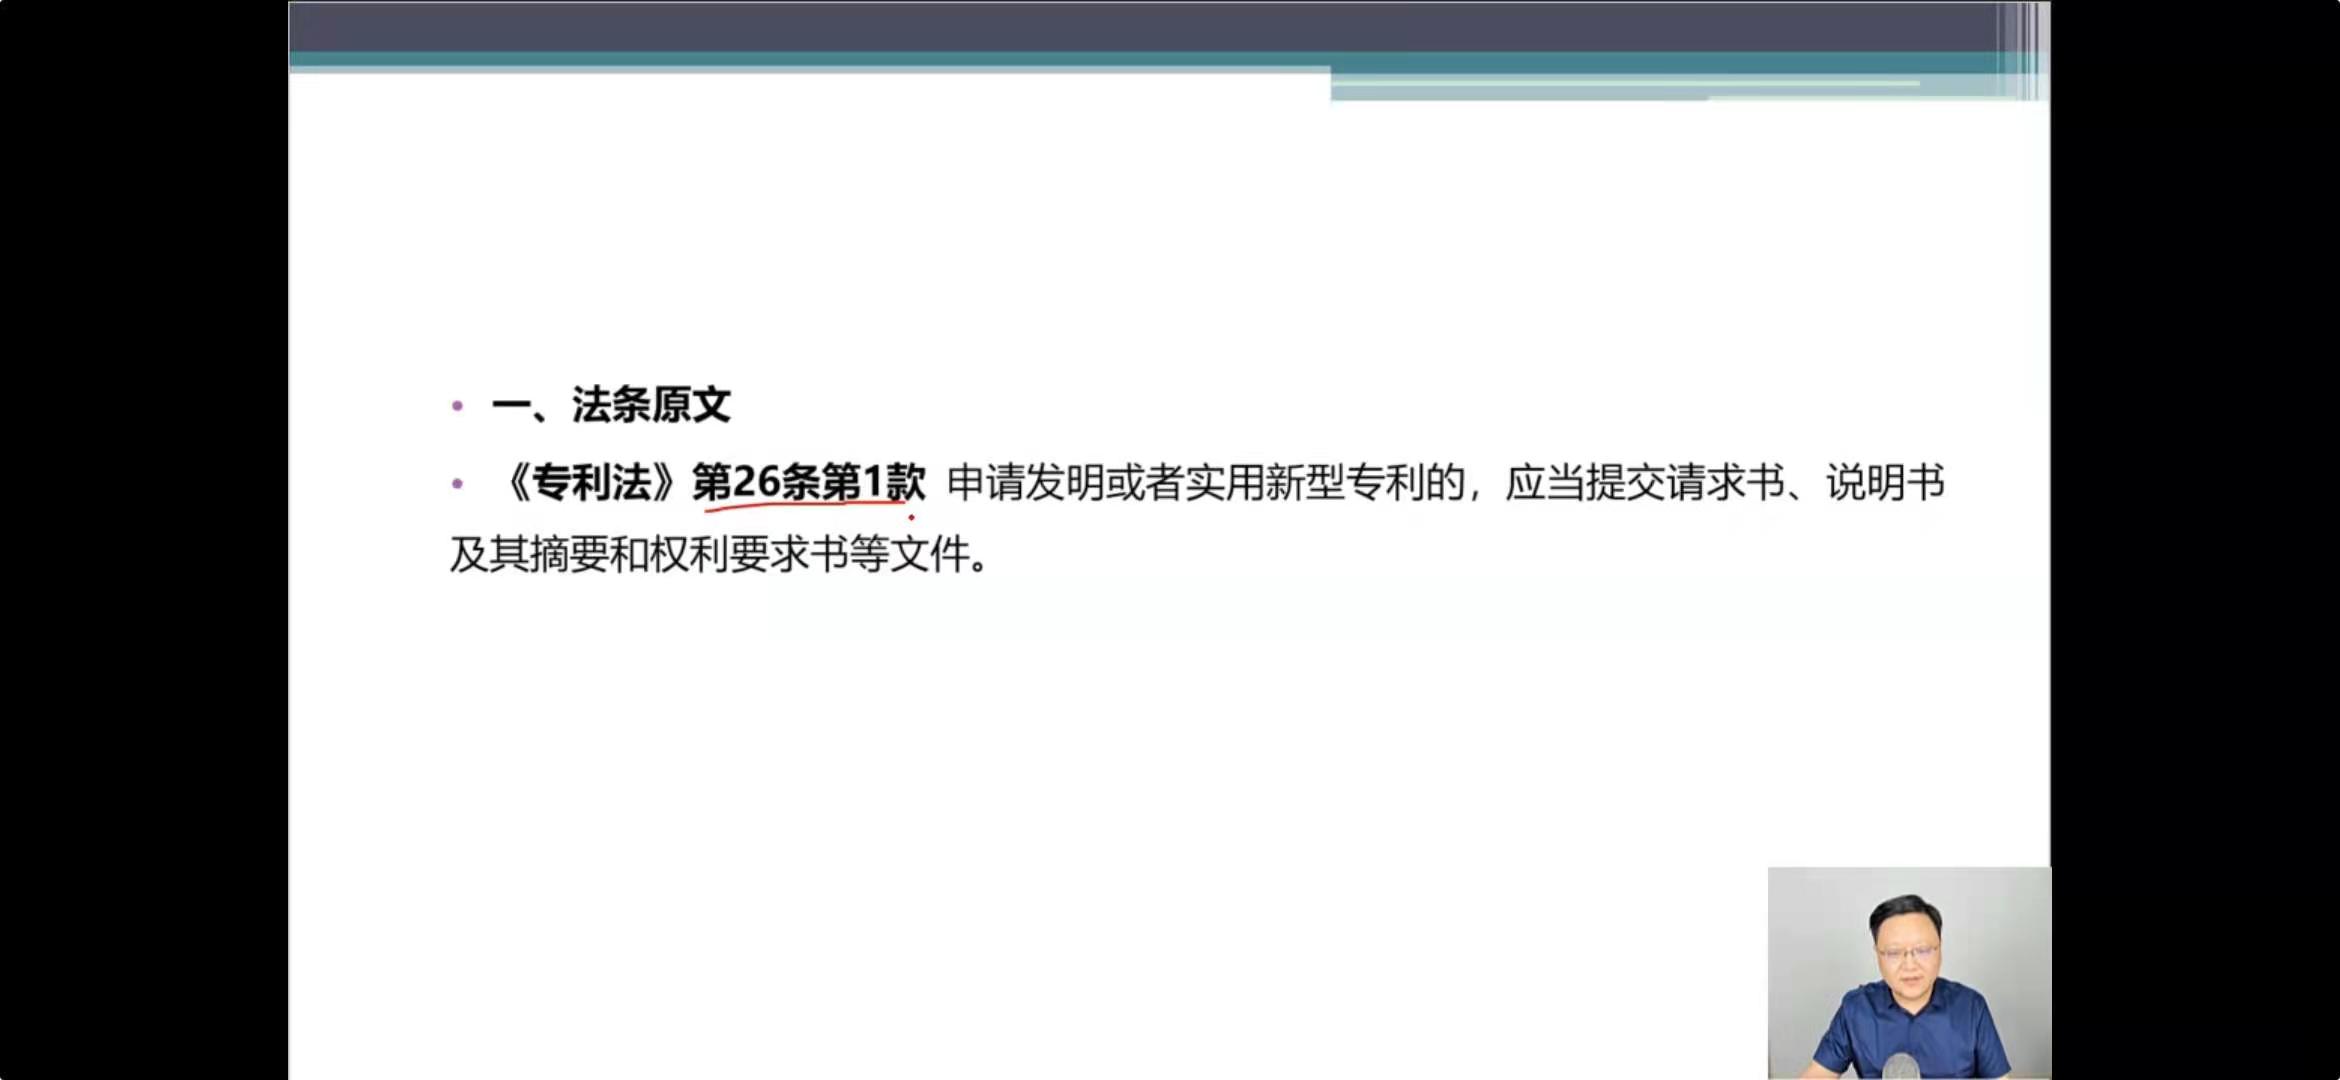 • 一、法条原文
• 《专利法》第26条第1款 申请发明或者实用新型专利的，应当提交请求书、说明书
及其摘要和权利要求书等文件。